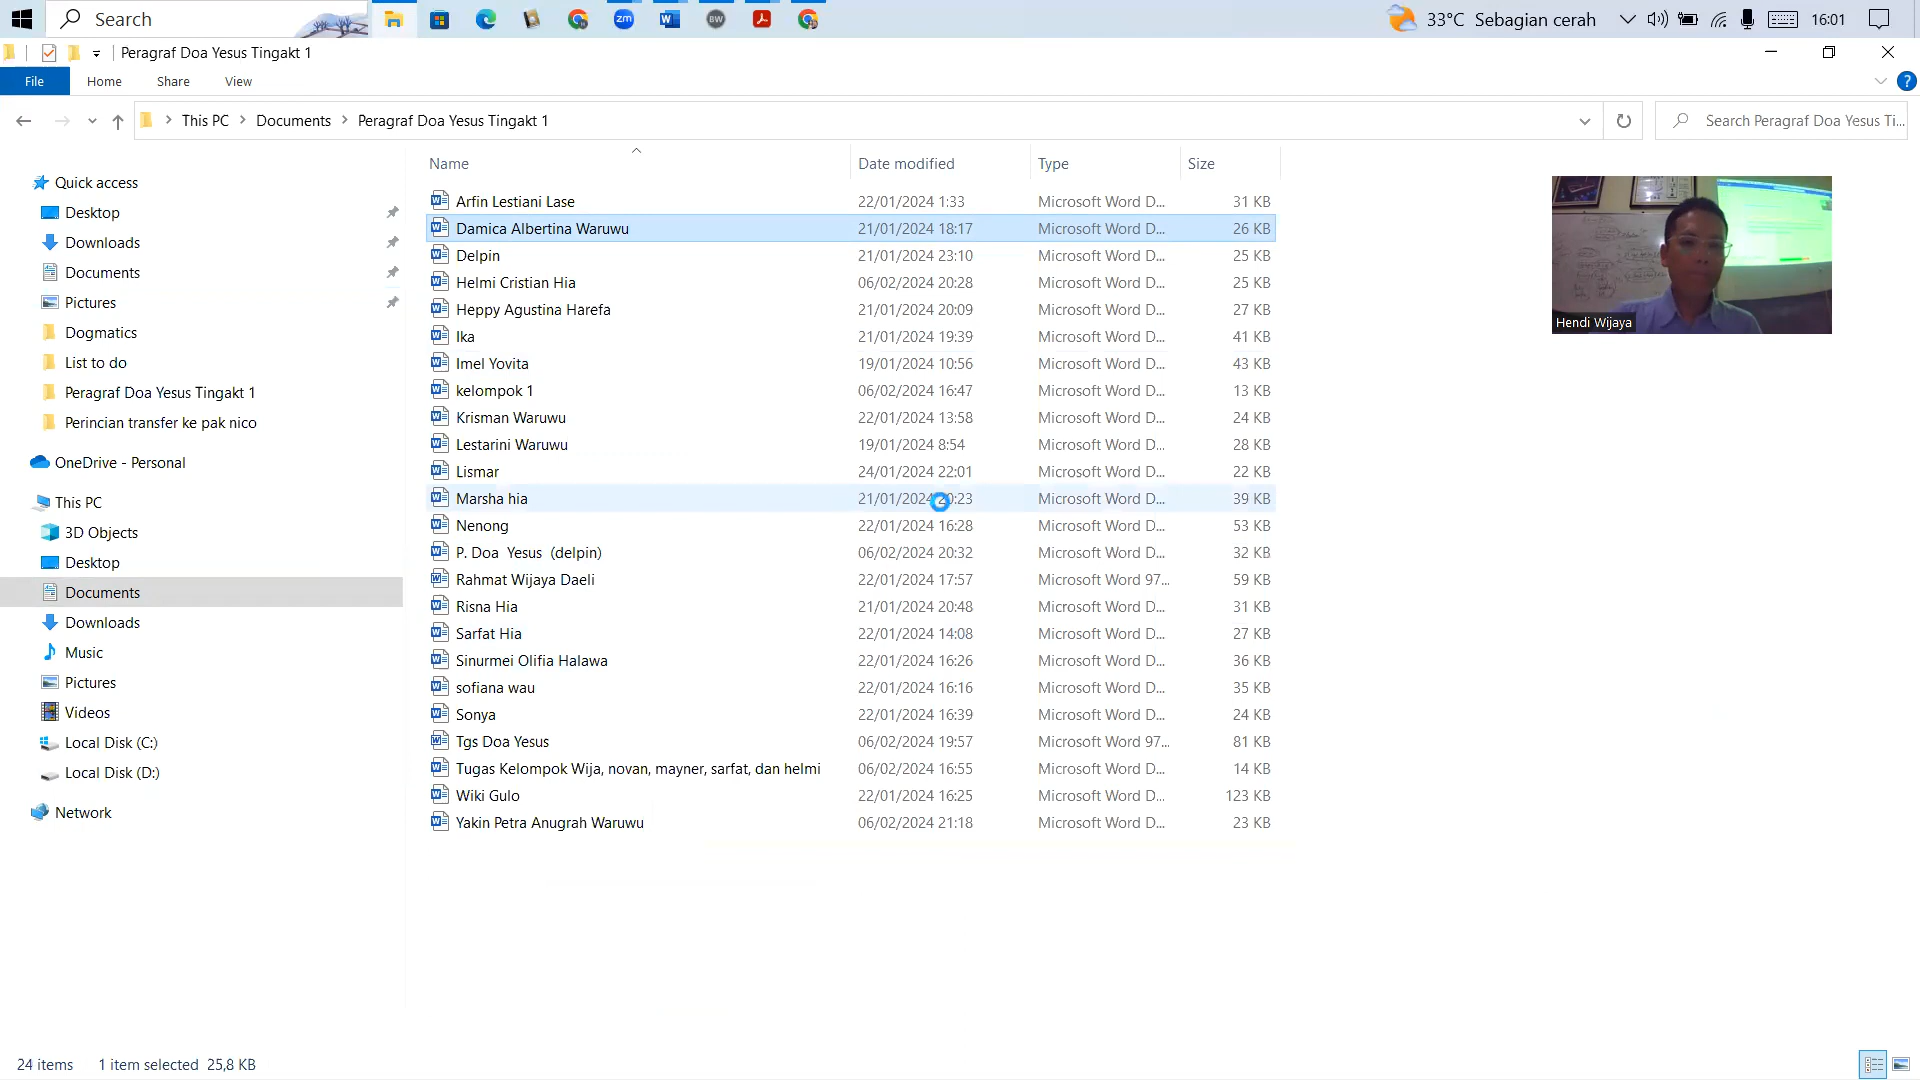 Search
zm
BW
33°C Sebagian cerah
16:01
Peragraf Doa Yesus Tingakt 1
File Home Share View
This PC Documents Peragraf Doa Yesus Tingakt 1
Search Peragraf Doa Yesus Ti...
Name Date modified Type Size
Quick access
Desktop
Downloads
Documents
Pictures
Dogmatics
List to do
Peragraf Doa Yesus Tingakt 1
Perincian transfer ke pak nico
OneDrive - Personal
This PC
3D Objects
Desktop
Documents
Downloads
Music
Pictures
Videos
Local Disk (C:)
Local Disk (D:)
Network
Arfin Lestiani Lase 22/01/2024 1:33 Microsoft Word D... 31 KB
Damica Albertina Waruwu 21/01/2024 18:17 Microsoft Word D... 26 KB
Delpin 21/01/2024 23:10 Microsoft Word D... 25 KB
Helmi Cristian Hia 06/02/2024 20:28 Microsoft Word D... 25 KB
Heppy Agustina Harefa 21/01/2024 20:09 Microsoft Word D... 27 KB
Ika 21/01/2024 19:39 Microsoft Word D... 41 KB
Imel Yovita 19/01/2024 10:56 Microsoft Word D... 43 KB
kelompok 1 06/02/2024 16:47 Microsoft Word D... 13 KB
Krisman Waruwu 22/01/2024 13:58 Microsoft Word D... 24 KB
Lestarini Waruwu 19/01/2024 8:54 Microsoft Word D... 28 KB
Lismar 24/01/2024 22:01 Microsoft Word D... 22 KB
Marsha hia 21/01/2024 20:23 Microsoft Word D... 39 KB
Nenong 22/01/2024 16:28 Microsoft Word D... 53 KB
P. Doa Yesus (delpin) 06/02/2024 20:32 Microsoft Word D... 32 KB
Rahmat Wijaya Daeli 22/01/2024 17:57 Microsoft Word 97... 59 KB
Risna Hia 21/01/2024 20:48 Microsoft Word D... 31 KB
Sarfat Hia 22/01/2024 14:08 Microsoft Word D... 27 KB
Sinurmei Olifia Halawa 22/01/2024 16:26 Microsoft Word D... 36 KB
sofiana wau 22/01/2024 16:16 Microsoft Word D... 35 KB
Sonya 22/01/2024 16:39 Microsoft Word D... 24 KB
Tgs Doa Yesus 06/02/2024 19:57 Microsoft Word 97... 81 KB
Tugas Kelompok Wija, novan, mayner, sarfat, dan helmi 06/02/2024 16:55 Microsoft Word D... 14 KB
Wiki Gulo 22/01/2024 16:25 Microsoft Word D... 123 KB
Yakin Petra Anugrah Waruwu 06/02/2024 21:18 Microsoft Word D... 23 KB
Hendi Wijaya
24 items 1 item selected 25,8 KB